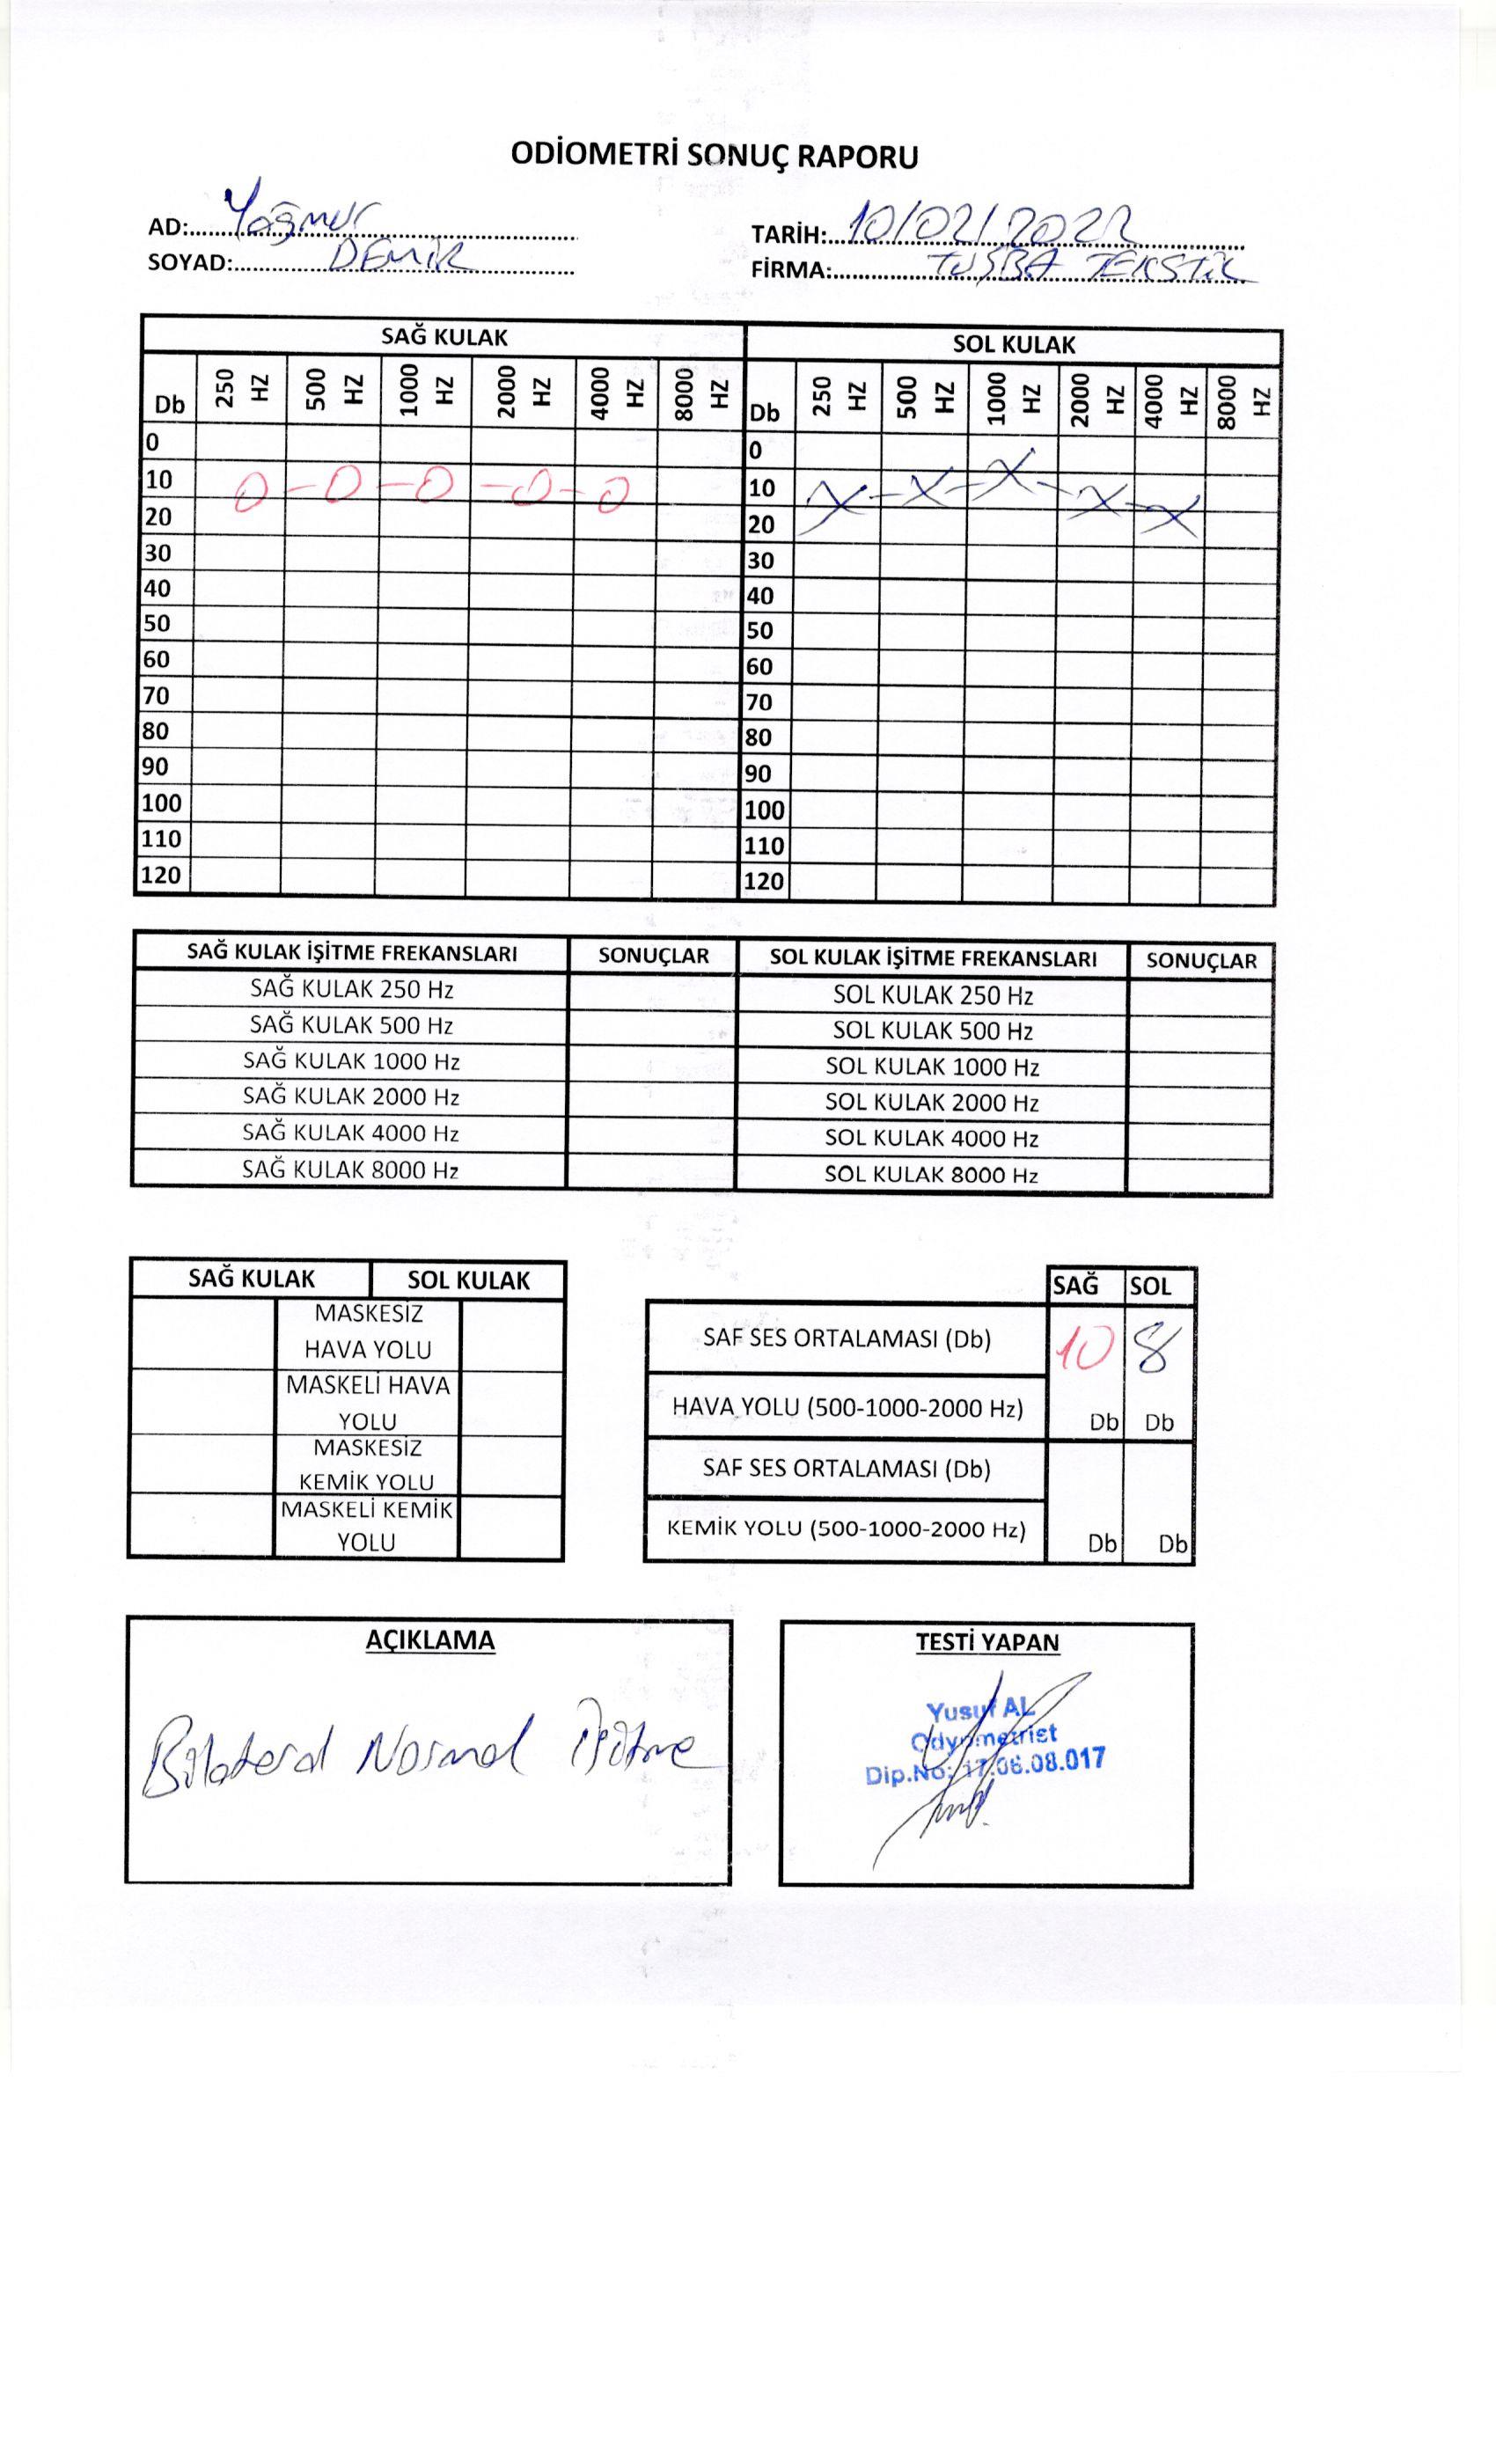 ODİOMETRİ SONUÇ RAPORU
AD: Yağmur
TARİH: 10/02/2022
SOYAD: DEMİR
FİRMA: TUŞBA TEKSTİL
SAĞ KULAK SOL KULAK
Db 250 HZ 500 HZ 1000 HZ 2000 HZ 4000 HZ 8000 HZ Db 250 HZ 500 HZ 1000 HZ 2000 HZ 4000 HZ 8000 HZ
0 0
10 O-O-O-O-O 10 X-X-X-X-X
20 20
30 30
40 40
50 50
60 60
70 70
80 80
90 90
100 100
110 110
120 120
SAĞ KULAK İŞİTME FREKANSLARI SONUÇLAR SOL KULAK İŞİTME FREKANSLARI SONUÇLAR
SAĞ KULAK 250 Hz SOL KULAK 250 Hz
SAĞ KULAK 500 Hz SOL KULAK 500 Hz
SAĞ KULAK 1000 Hz SOL KULAK 1000 Hz
SAĞ KULAK 2000 Hz SOL KULAK 2000 Hz
SAĞ KULAK 4000 Hz SOL KULAK 4000 Hz
SAĞ KULAK 8000 Hz SOL KULAK 8000 Hz
SAĞ KULAK SOL KULAK
MASKESİZ
HAVA YOLU
MASKELİ HAVA
YOLU
MASKESİZ
KEMİK YOLU
MASKELİ KEMİK
YOLU
SAĞ SOL
SAF SES ORTALAMASI (Db) 10 8
HAVA YOLU (500-1000-2000 Hz) Db Db
SAF SES ORTALAMASI (Db)
KEMİK YOLU (500-1000-2000 Hz) Db Db
AÇIKLAMA
Bilateral Normal İşitme
TESTİ YAPAN
Yusuf AL
Odyometrist
Dip.No: 17.06.08.017